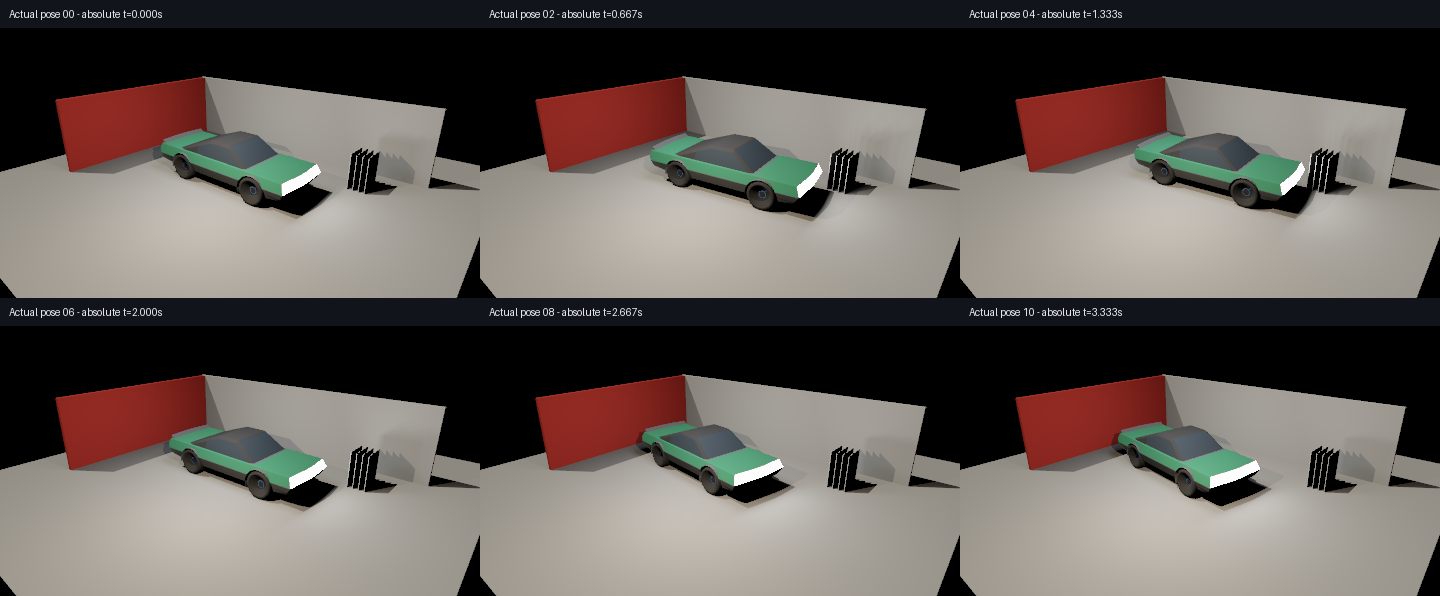 Actual pose 00 - absolute t=0.000s
Actual pose 02 - absolute t=0.667s
Actual pose 04 - absolute t=1.333s
Actual pose 06 - absolute t=2.000s
Actual pose 08 - absolute t=2.667s
Actual pose 10 - absolute t=3.333s